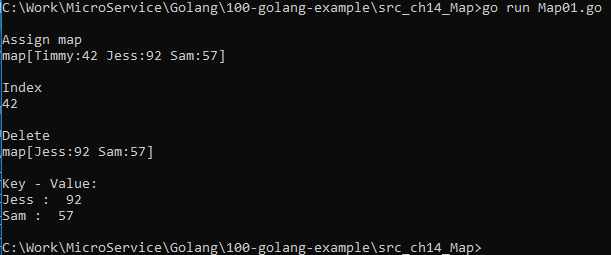 C:\Work\MicroService\Golang\100-golang-example\src_ch14_Map>go run Map01.go
Assign map
map[Timmy:42 Jess:92 Sam:57]
Index
42
Delete
map[Jess:92 Sam:57]
Key - Value:
Jess :  92
Sam :  57
C:\Work\MicroService\Golang\100-golang-example\src_ch14_Map>